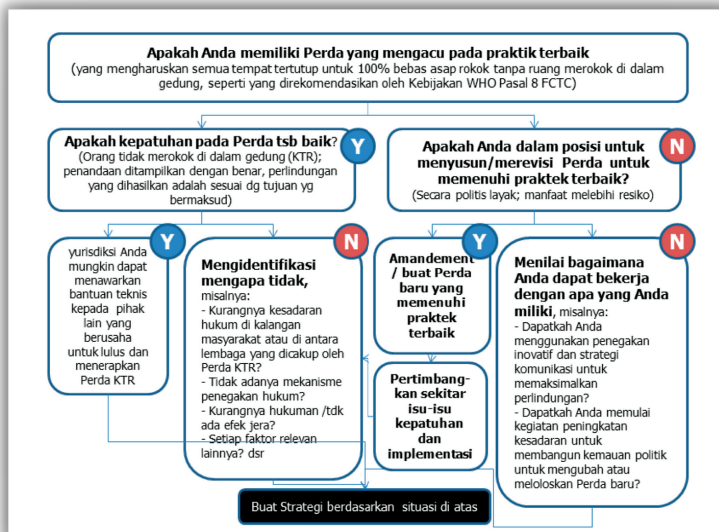 Apakah Anda memiliki Perda yang mengacu pada praktik terbaik
(yang mengharuskan semua tempat tertutup untuk 100% bebas asap rokok tanpa ruang merokok di dalam
gedung, seperti yang direkomendasikan oleh Kebijakan WHO Pasal 8 FCTC)
Apakah kepatuhan pada Perda tsb baik?
(Orang tidak merokok di dalam gedung (KTR);
penandaan ditampilkan dengan benar, perlindungan
yang dihasilkan adalah sesuai dg tujuan yg
bermaksud)
Y
Apakah Anda dalam posisi untuk
menyusun/merevisi Perda untuk
memenuhi praktek terbaik?
(Secara politis layak; manfaat melebihi resiko)
N
yurisdiksi Anda
mungkin dapat
menawarkan
bantuan teknis
kepada pihak
lain yang
berusaha
untuk lulus dan
menerapkan
Perda KTR
Y
Mengidentifikasi
mengapa tidak,
misalnya:
- Kurangnya kesadaran
hukum di kalangan
masyarakat atau di antara
lembaga yang dicakup oleh
Perda KTR?
- Tidak adanya mekanisme
penegakan hukum?
- Kurangnya hukuman /tdk
ada efek jera?
- Setiap faktor relevan
lainnya? dsr
N
Amandement
/ buat Perda
baru yang
memenuhi
praktek
terbaik
Y
Pertimbang-
kan sekitar
isu-isu
kepatuhan
dan
implementasi
Menilai bagaimana
Anda dapat bekerja
dengan apa yang Anda
miliki, misalnya:
- Dapatkah Anda
menggunakan penegakan
inovatif dan strategi
komunikasi untuk
memaksimalkan
perlindungan?
- Dapatkah Anda memulai
kegiatan peningkatan
kesadaran untuk
membangun kemauan politik
untuk mengubah atau
meloloskan Perda baru?
N
Buat Strategi berdasarkan situasi di atas